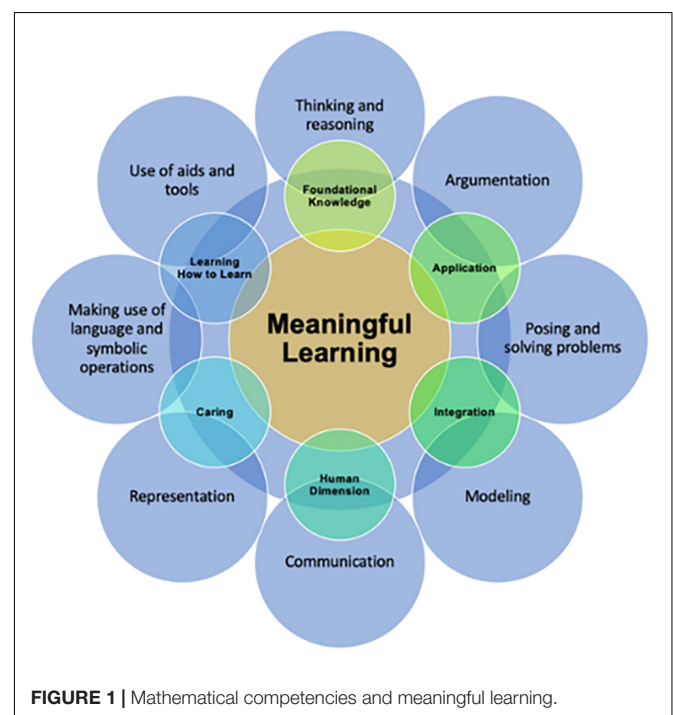 Thinking and
reasoning
Use of aids and
tools
Argumentation
Foundational
Knowledge
Learning
How to Learn
Application
Making use of
language and
symbolic
operations
Meaningful
Learning
Posing and
solving problems
Caring
Integration
Human
Dimension
Representation
Modeling
Communication
FIGURE 1 | Mathematical competencies and meaningful learning.